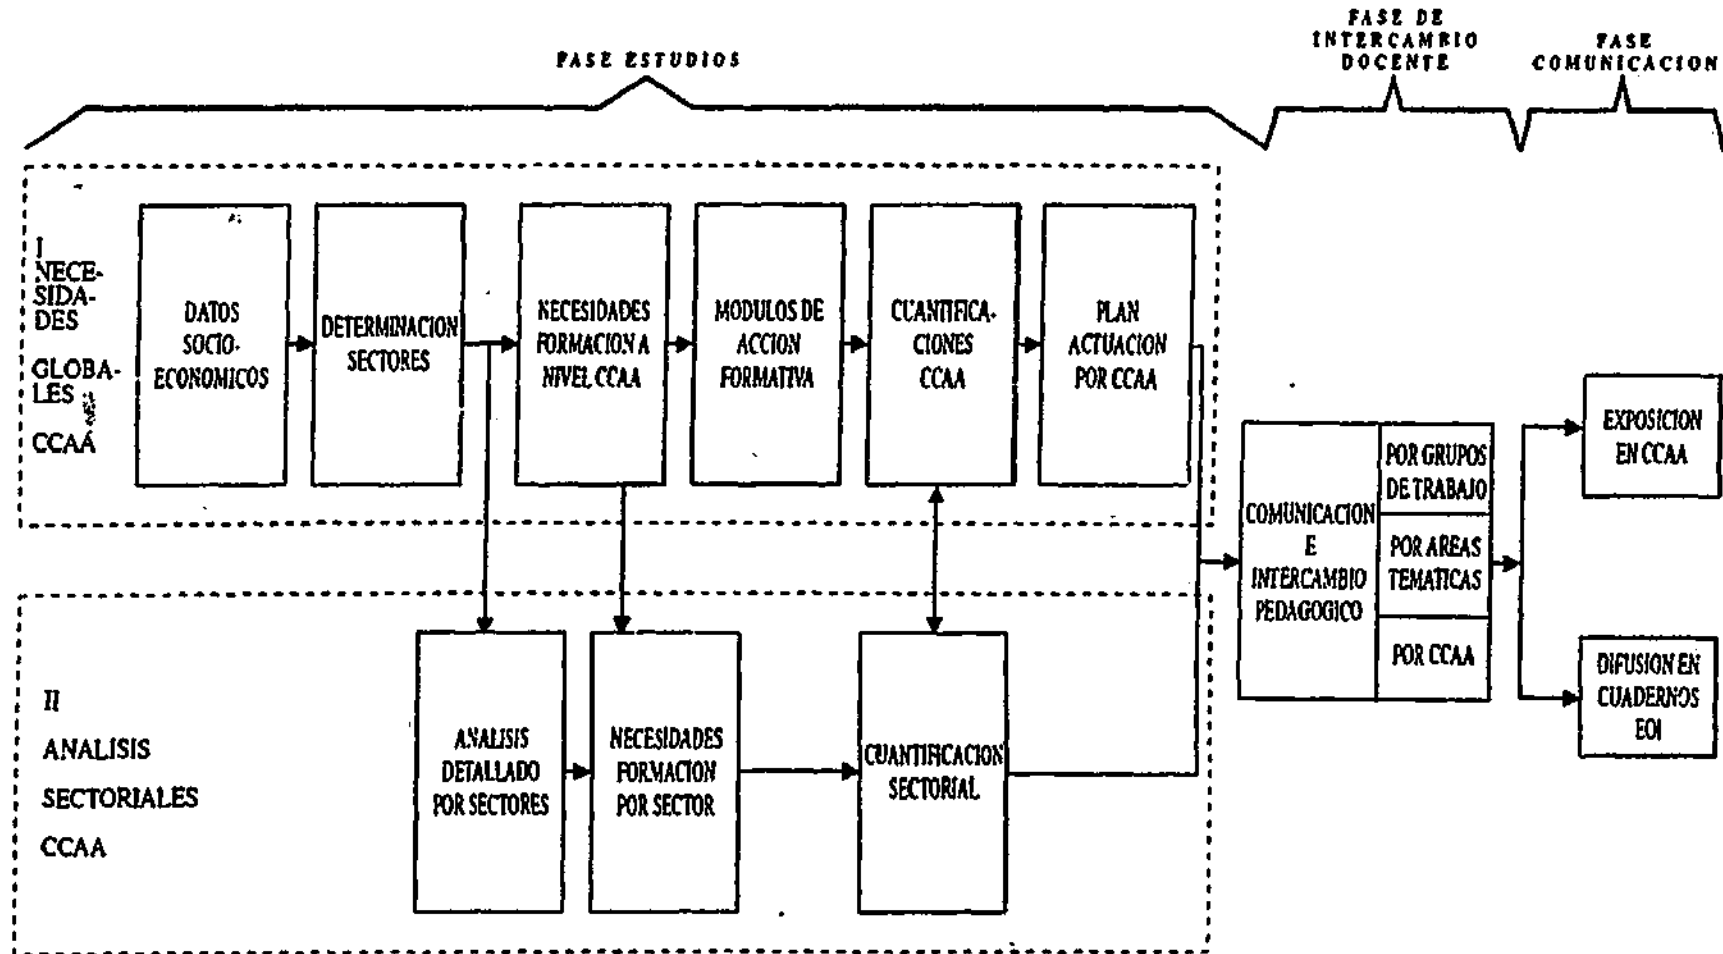 FASE ESTUDIOS
FASE DE
INTERCAMBIO
DOCENTE
FASE
COMUNICACION
I
NECE-
SIDA-
DES
GLOBA-
LES
CCAA
DATOS
SOCIO-
ECONOMICOS
DETERMINACION
SECTORES
NECESIDADES
FORMACION A
NIVEL CCAA
MODULOS DE
ACCION
FORMATIVA
CUANTIFICA-
CIONES
CCAA
PLAN
ACTUACION
POR CCAA
COMUNICACION
E
INTERCAMBIO
PEDAGOGICO
POR GRUPOS
DE TRABAJO
POR AREAS
TEMATICAS
POR CCAA
EXPOSICION
EN CCAA
DIFUSION EN
CUADERNOS
EOI
II
ANALISIS
SECTORIALES
CCAA
ANALISIS
DETALLADO
POR SECTORES
NECESIDADES
FORMACION
POR SECTOR
CUANTIFICACION
SECTORIAL